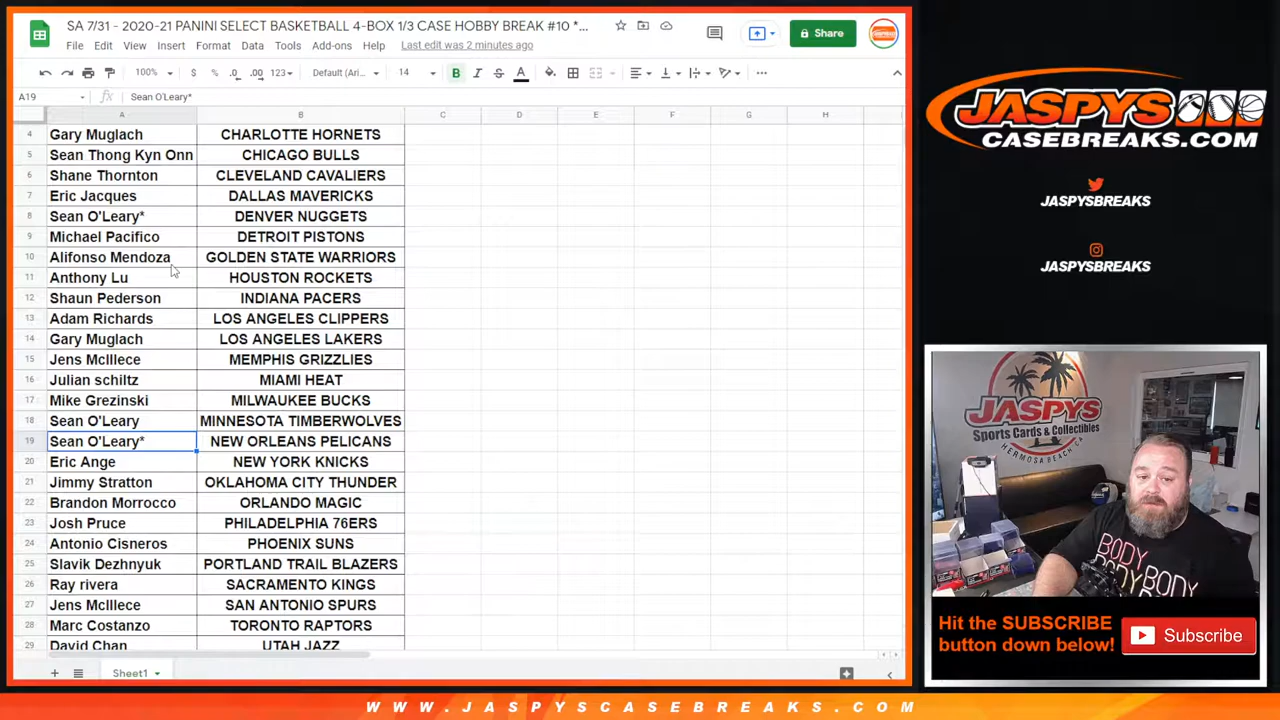 SA 7/31 - 2020-21 PANINI SELECT BASKETBALL 4-BOX 1/3 CASE HOBBY BREAK #10 *...
Share
File Edit View Insert Format Data Tools Add-ons Help Last edit was 2 minutes ago
100% $ % .0 .00 123 Default (Ari... 14 B I S A
A19 fx Sean O'Leary*
A B C D E F G H
4 Gary Muglach CHARLOTTE HORNETS
5 Sean Thong Kyn Onn CHICAGO BULLS
6 Shane Thornton CLEVELAND CAVALIERS
7 Eric Jacques DALLAS MAVERICKS
8 Sean O'Leary* DENVER NUGGETS
9 Michael Pacifico DETROIT PISTONS
10 Alifonso Mendoza GOLDEN STATE WARRIORS
11 Anthony Lu HOUSTON ROCKETS
12 Shaun Pederson INDIANA PACERS
13 Adam Richards LOS ANGELES CLIPPERS
14 Gary Muglach LOS ANGELES LAKERS
15 Jens McIllece MEMPHIS GRIZZLIES
16 Julian schiltz MIAMI HEAT
17 Mike Grezinski MILWAUKEE BUCKS
18 Sean O'Leary MINNESOTA TIMBERWOLVES
19 Sean O'Leary* NEW ORLEANS PELICANS
20 Eric Ange NEW YORK KNICKS
21 Jimmy Stratton OKLAHOMA CITY THUNDER
22 Brandon Morrocco ORLANDO MAGIC
23 Josh Pruce PHILADELPHIA 76ERS
24 Antonio Cisneros PHOENIX SUNS
25 Slavik Dezhnyuk PORTLAND TRAIL BLAZERS
26 Ray rivera SACRAMENTO KINGS
27 Jens McIllece SAN ANTONIO SPURS
28 Marc Costanzo TORONTO RAPTORS
29 David Chan UTAH JAZZ
Sheet1
JASPYS
CASEBREAKS.COM
JASPYSBREAKS
JASPYSBREAKS
JASPYS
Sports Cards & Collectibles
HERMOSA BEACH CA
BODY
BODY BODY
Hit the SUBSCRIBE
button down below!
Subscribe
WWW.JASPYSCASEBREAKS.COM